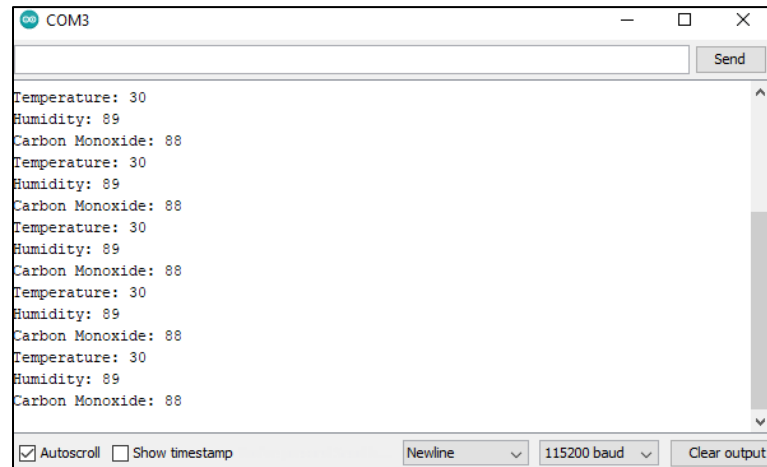 COM3
Send
Temperature: 30
Humidity: 89
Carbon Monoxide: 88
Temperature: 30
Humidity: 89
Carbon Monoxide: 88
Temperature: 30
Humidity: 89
Carbon Monoxide: 88
Temperature: 30
Humidity: 89
Carbon Monoxide: 88
Temperature: 30
Humidity: 89
Carbon Monoxide: 88
Autoscroll Show timestamp Newline 115200 baud Clear output